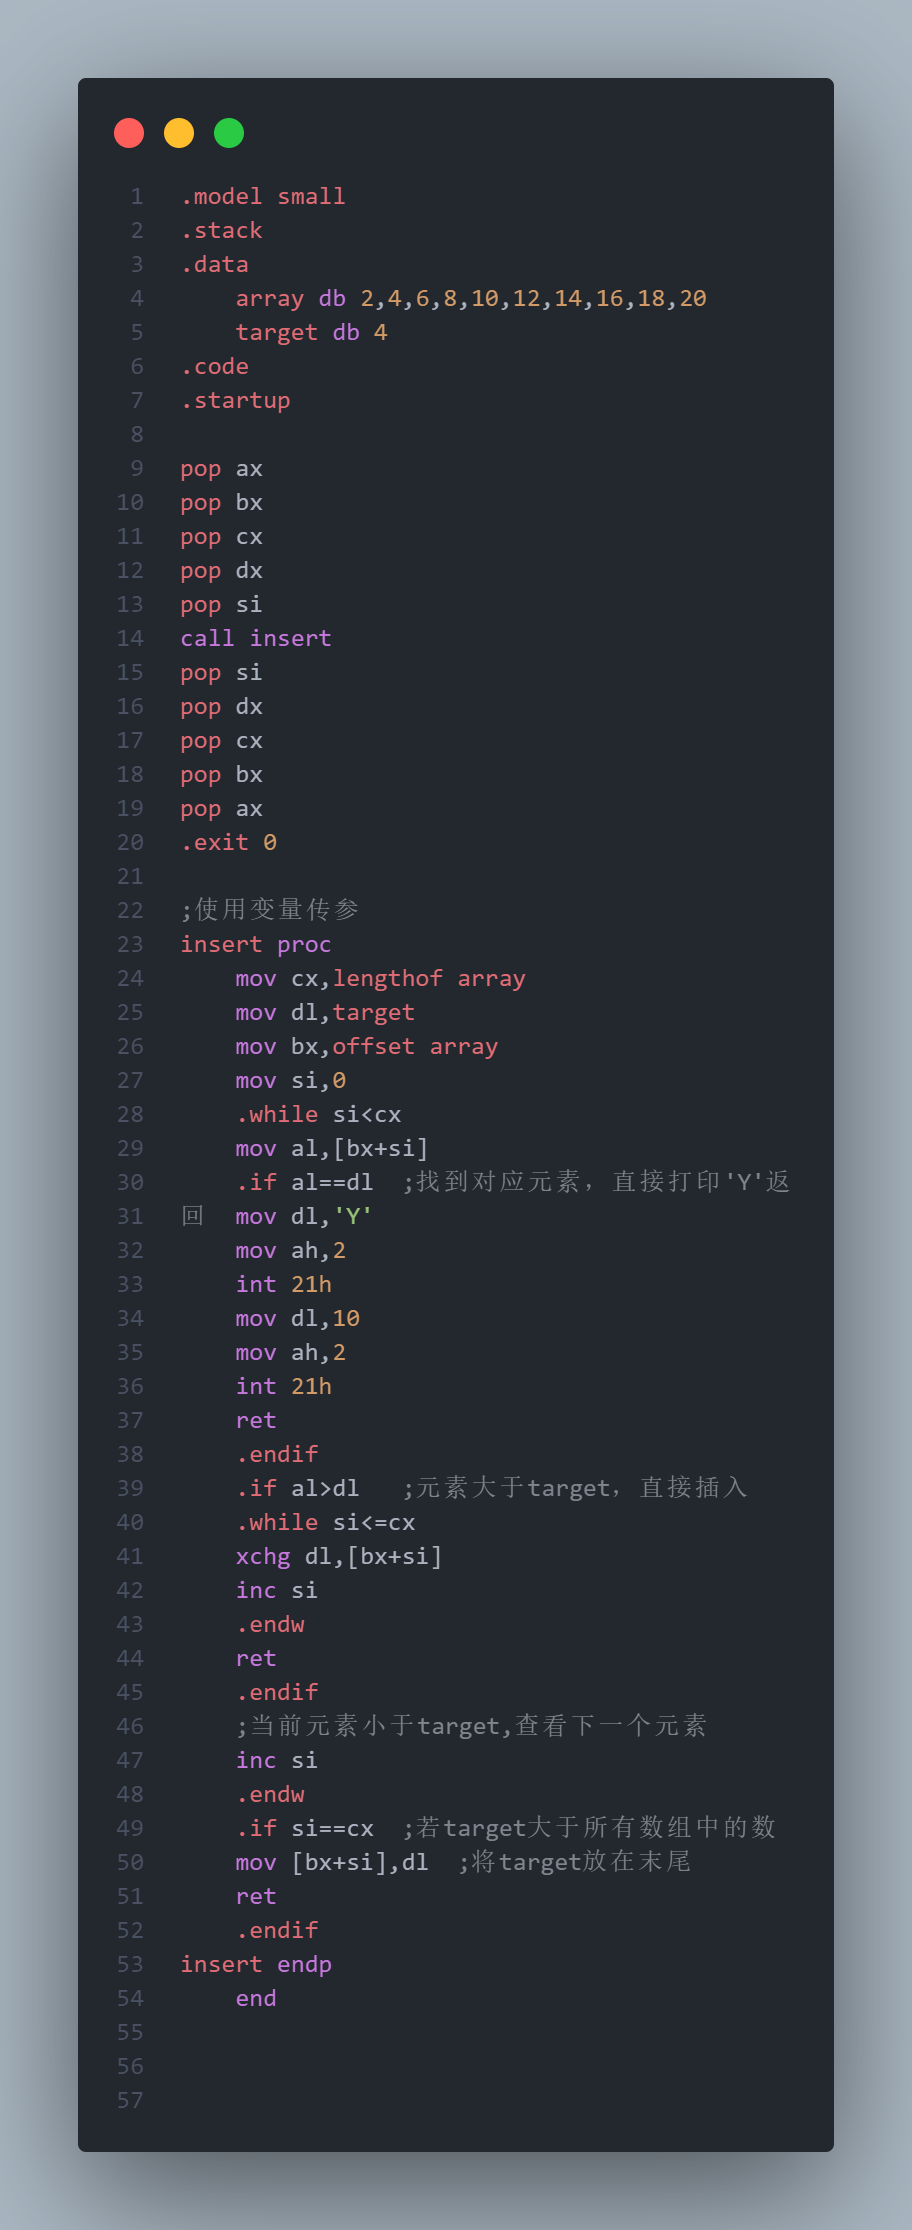 1 .model small
2 .stack
3 .data
4 array db 2,4,6,8,10,12,14,16,18,20
5 target db 4
6 .code
7 .startup
8
9 pop ax
10 pop bx
11 pop cx
12 pop dx
13 pop si
14 call insert
15 pop si
16 pop dx
17 pop cx
18 pop bx
19 pop ax
20 .exit 0
21
22 ;使用变量传参
23 insert proc
24 mov cx,lengthof array
25 mov dl,target
26 mov bx,offset array
27 mov si,0
28 .while si<cx
29 mov al,[bx+si]
30 .if al==dl ;找到对应元素，直接打印'Y'返
31 回 mov dl,'Y'
32 mov ah,2
33 int 21h
34 mov dl,10
35 mov ah,2
36 int 21h
37 ret
38 .endif
39 .if al>dl ;元素大于target，直接插入
40 .while si<=cx
41 xchg dl,[bx+si]
42 inc si
43 .endw
44 ret
45 .endif
46 ;当前元素小于target,查看下一个元素
47 inc si
48 .endw
49 .if si==cx ;若target大于所有数组中的数
50 mov [bx+si],dl ;将target放在末尾
51 ret
52 .endif
53 insert endp
54 end
55
56
57